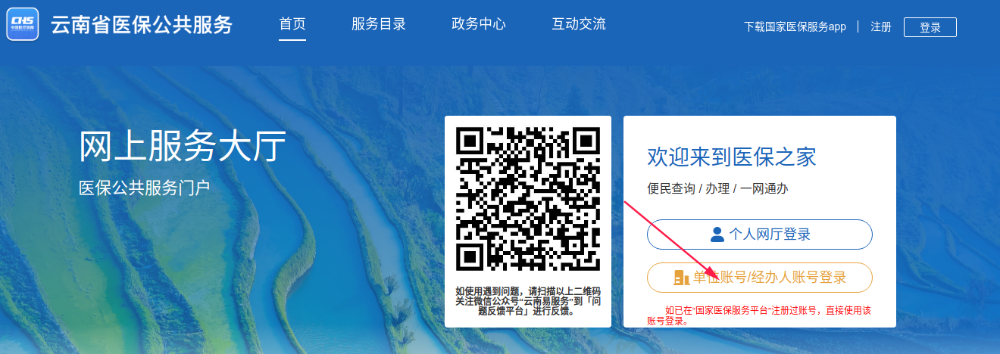 CHS
中国医疗保障
云南省医保公共服务
首页
服务目录
政务中心
互动交流
下载国家医保服务app
注册
登录
网上服务大厅
医保公共服务门户
如使用遇到问题，请扫描以上二维码
关注微信公众号“云南易服务”到「问
题反馈平台」进行反馈。
欢迎来到医保之家
便民查询 / 办理 / 一网通办
个人网厅登录
单位账号/经办人账号登录
如已在“国家医保服务平台”注册过账号，直接使用该
账号登录。